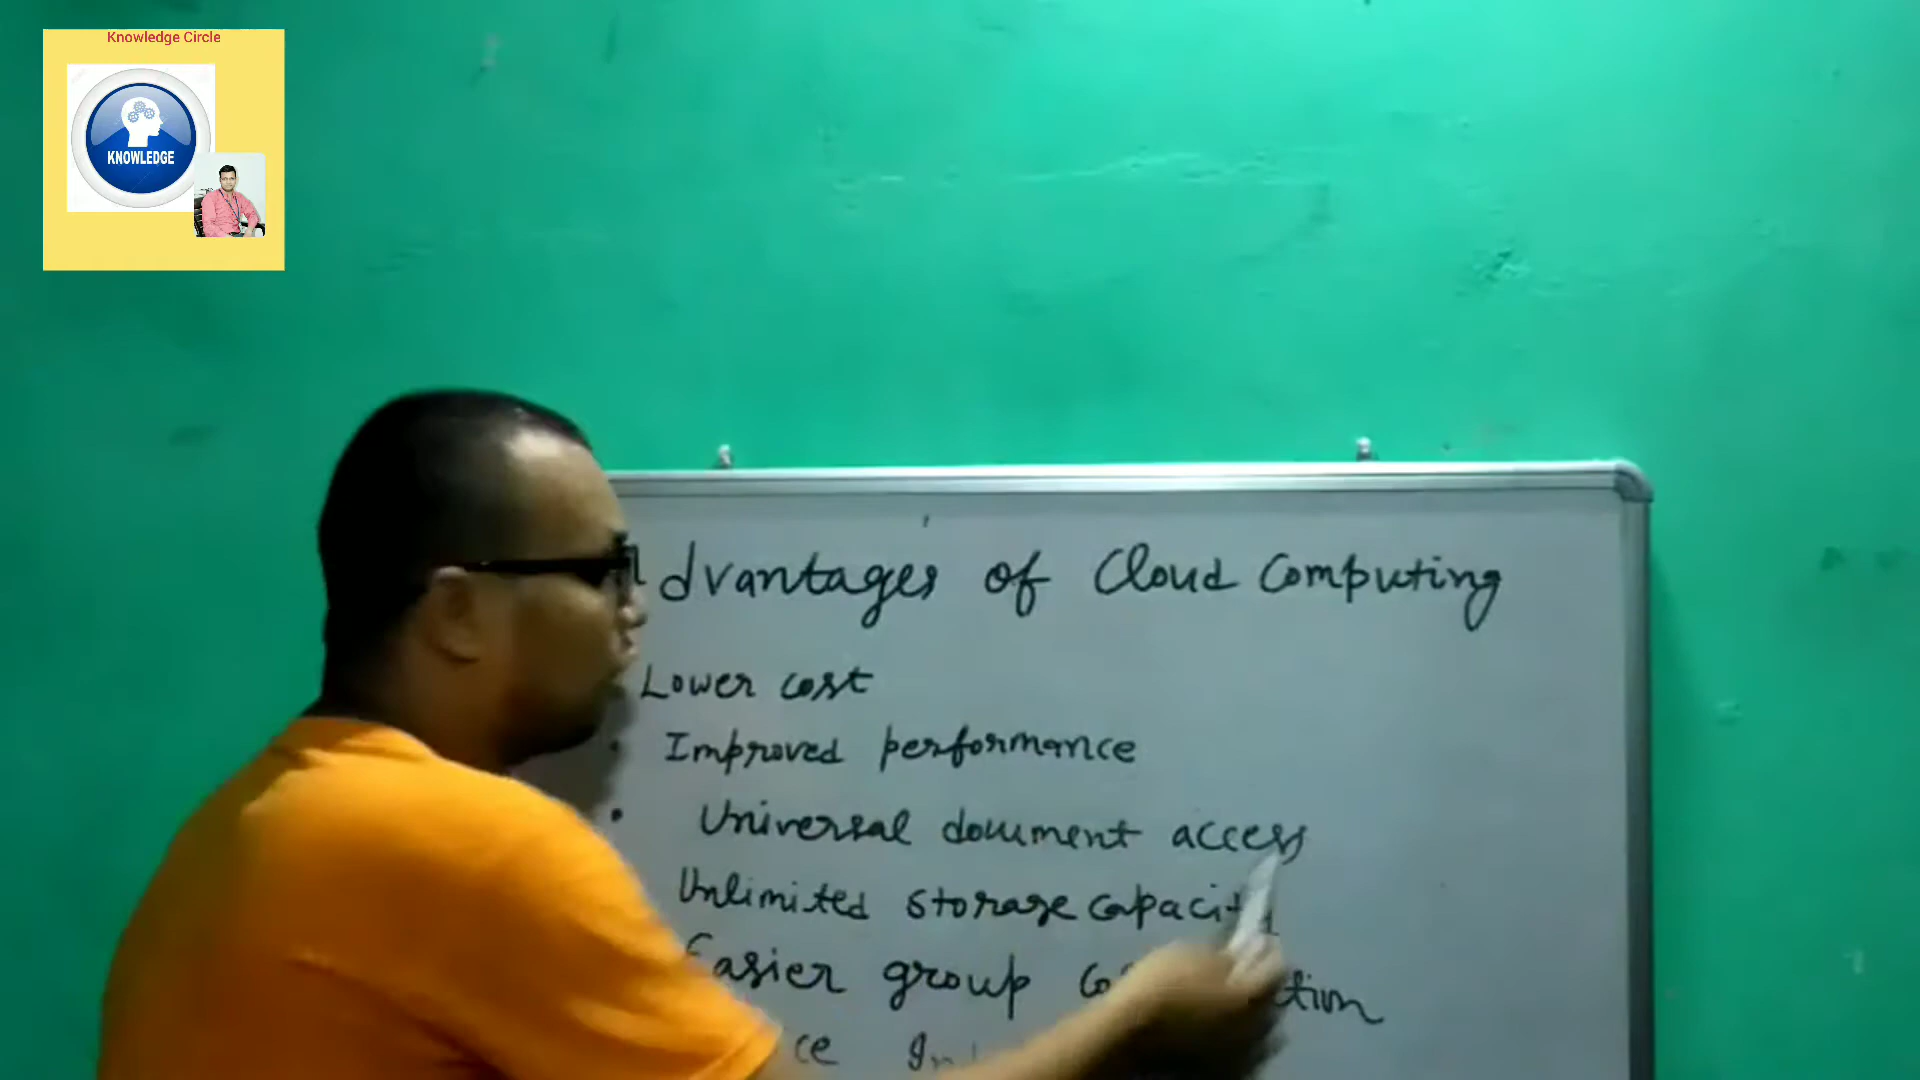 Knowledge Circle
KNOWLEDGE
dvantages of Cloud Computing
Lower cost
• Improved performance
• Universal document access
Unlimited storage capacity
Easier group